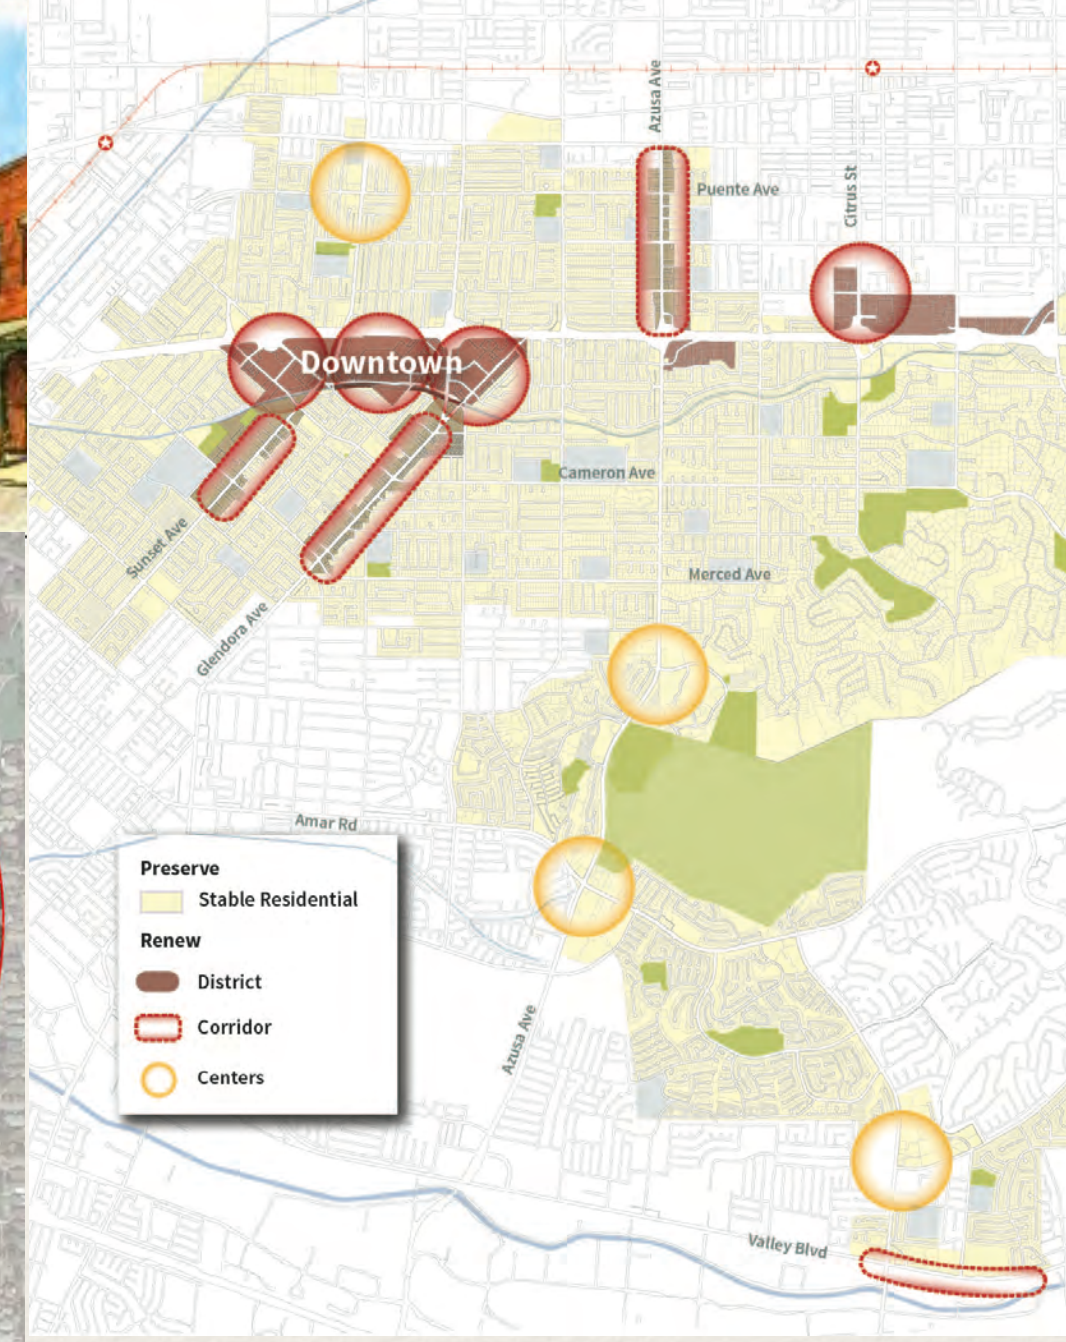 Azusa Ave
Puente Ave
Citrus St
Downtown
Cameron Ave
Sunset Ave
Merced Ave
Glendora Ave
Amar Rd
Preserve
Stable Residential
Renew
District
Corridor
Centers
Azusa Ave
Valley Blvd